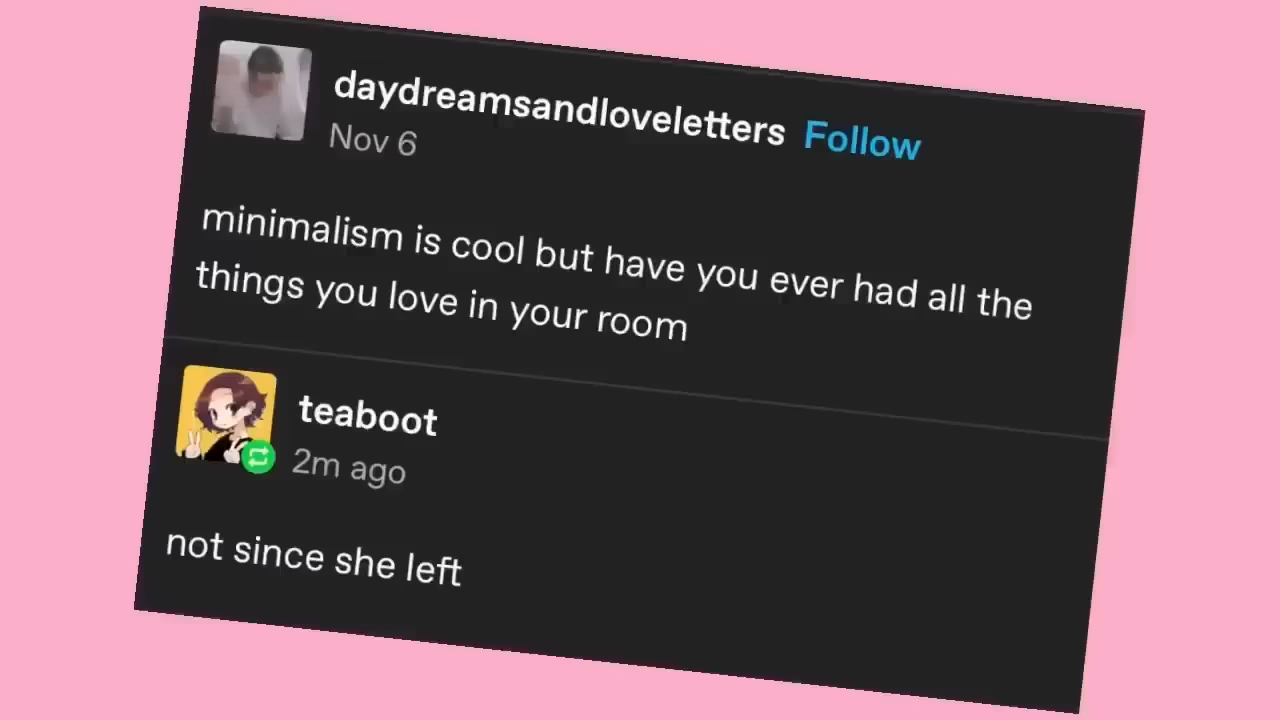 daydreamsandloveletters Follow
Nov 6
minimalism is cool but have you ever had all the
things you love in your room
teaboot
2m ago
not since she left